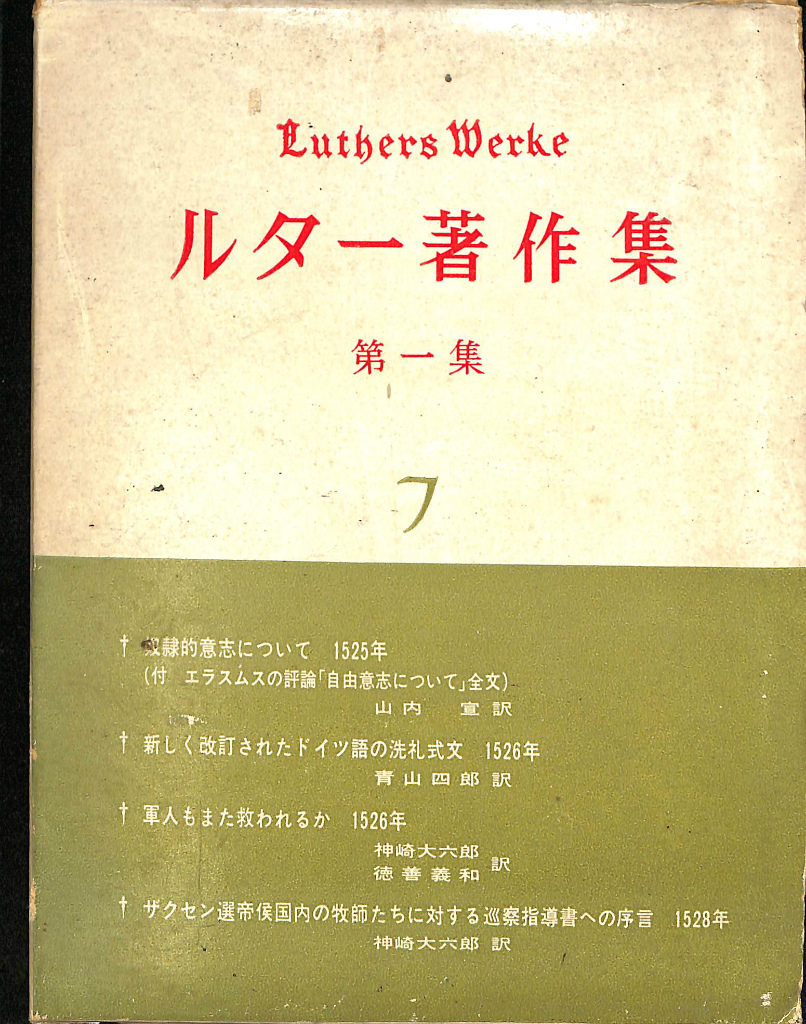 Luthers Werke
ルター著作集
第一集
7
† 奴隷的意志について 1525年
(付 エラスムスの評論「自由意志について」全文)
山内 宣訳
† 新しく改訂されたドイツ語の洗礼式文 1526年
青山四郎 訳
† 軍人もまた救われるか 1526年
神崎大六郎
徳善義和 訳
† ザクセン選帝侯国内の牧師たちに対する巡察指導書への序言 1528年
神崎大六郎 訳